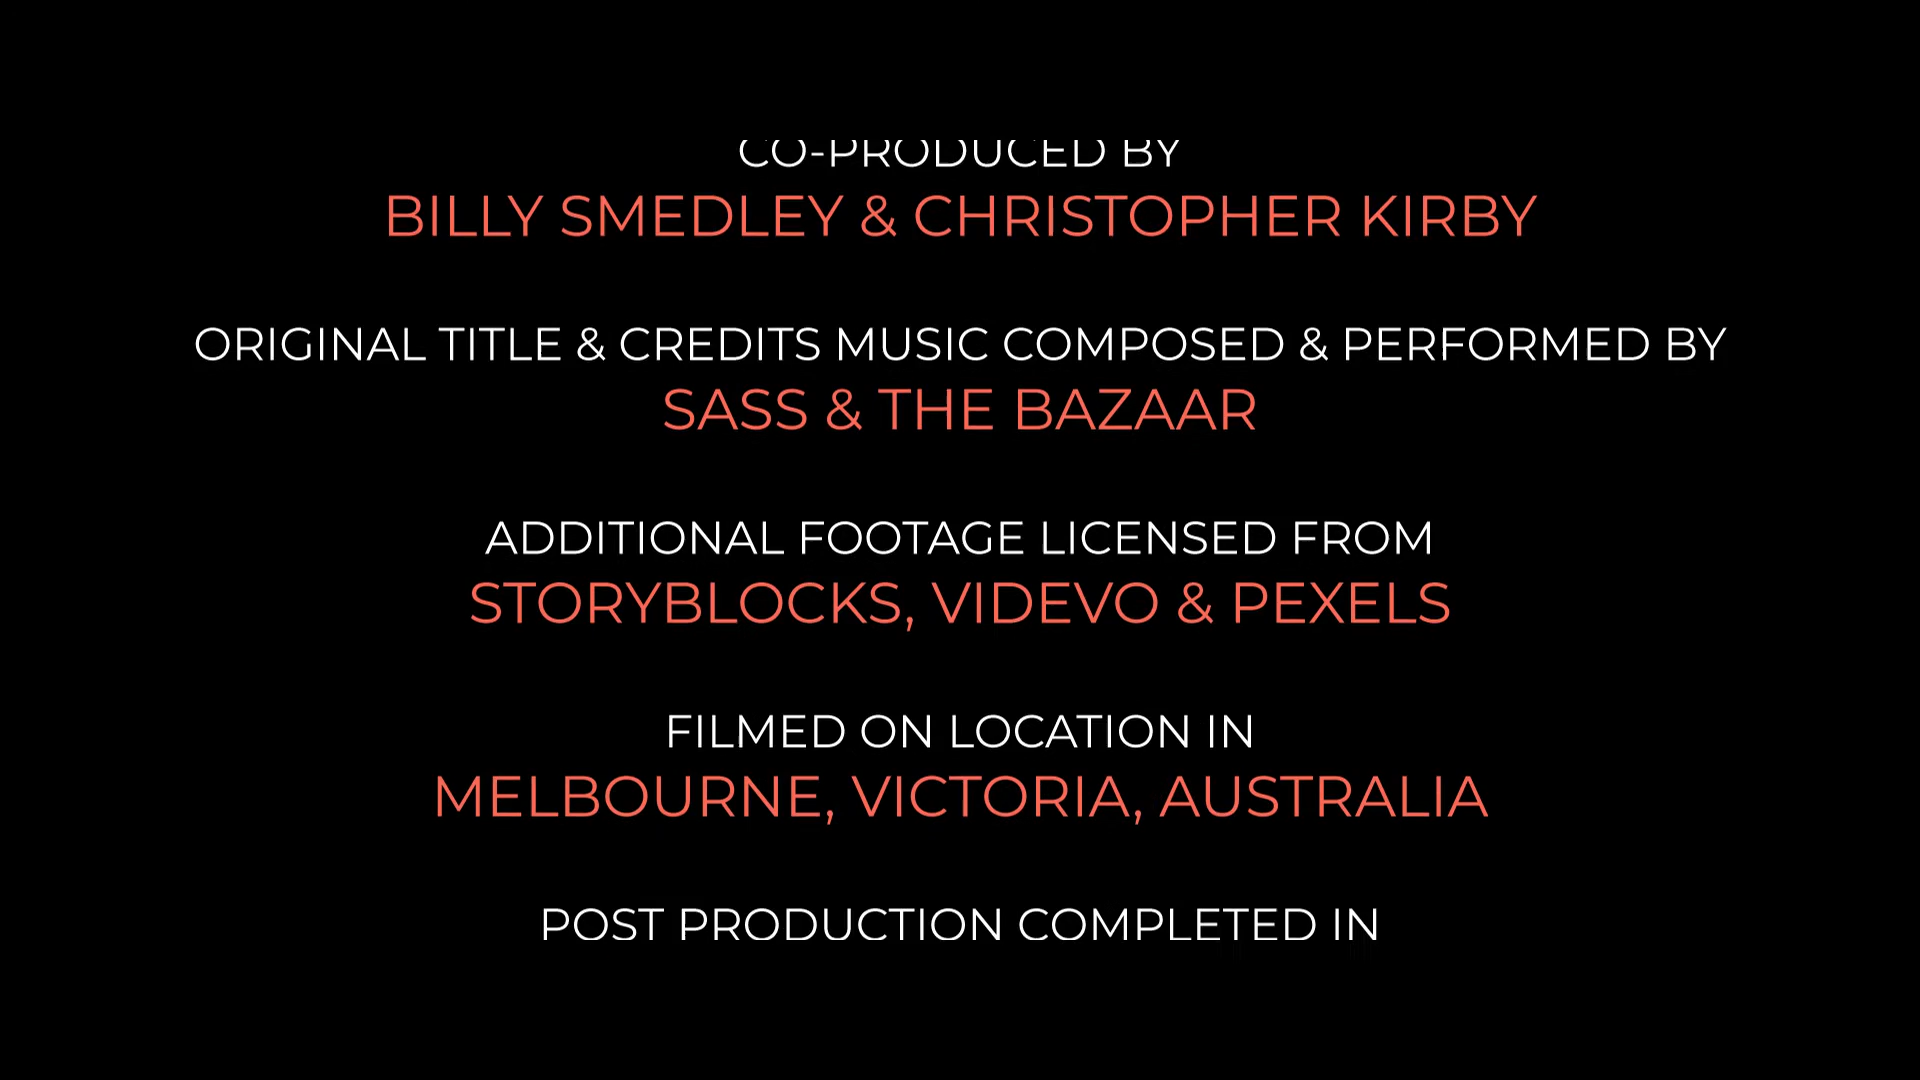 CO-PRODUCED BY
BILLY SMEDLEY & CHRISTOPHER KIRBY
ORIGINAL TITLE & CREDITS MUSIC COMPOSED & PERFORMED BY
SASS & THE BAZAAR
ADDITIONAL FOOTAGE LICENSED FROM
STORYBLOCKS, VIDEVO & PEXELS
FILMED ON LOCATION IN
MELBOURNE, VICTORIA, AUSTRALIA
POST PRODUCTION COMPLETED IN